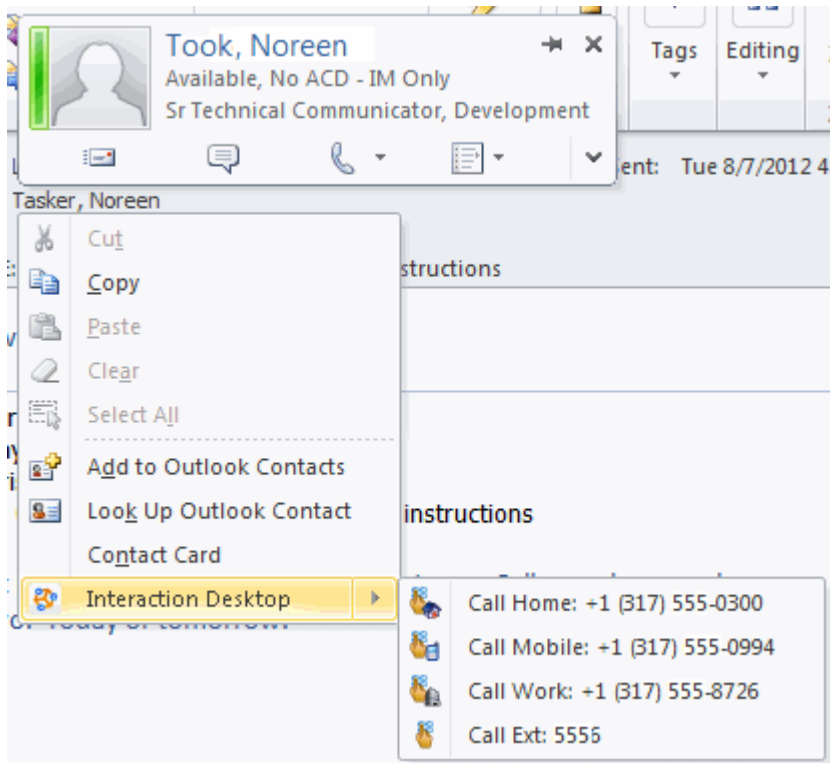 Took, Noreen
Available, No ACD - IM Only
Sr Technical Communicator, Development
Tags
Editing
Tue 8/7/2012 4
Tasker, Noreen
Cut
Copy
Paste
Clear
Select All
Add to Outlook Contacts
Look Up Outlook Contact
instructions
Contact Card
Interaction Desktop
Call Home: +1 (317) 555-0300
Call Mobile: +1 (317) 555-0994
Call Work: +1 (317) 555-8726
Call Ext: 5556